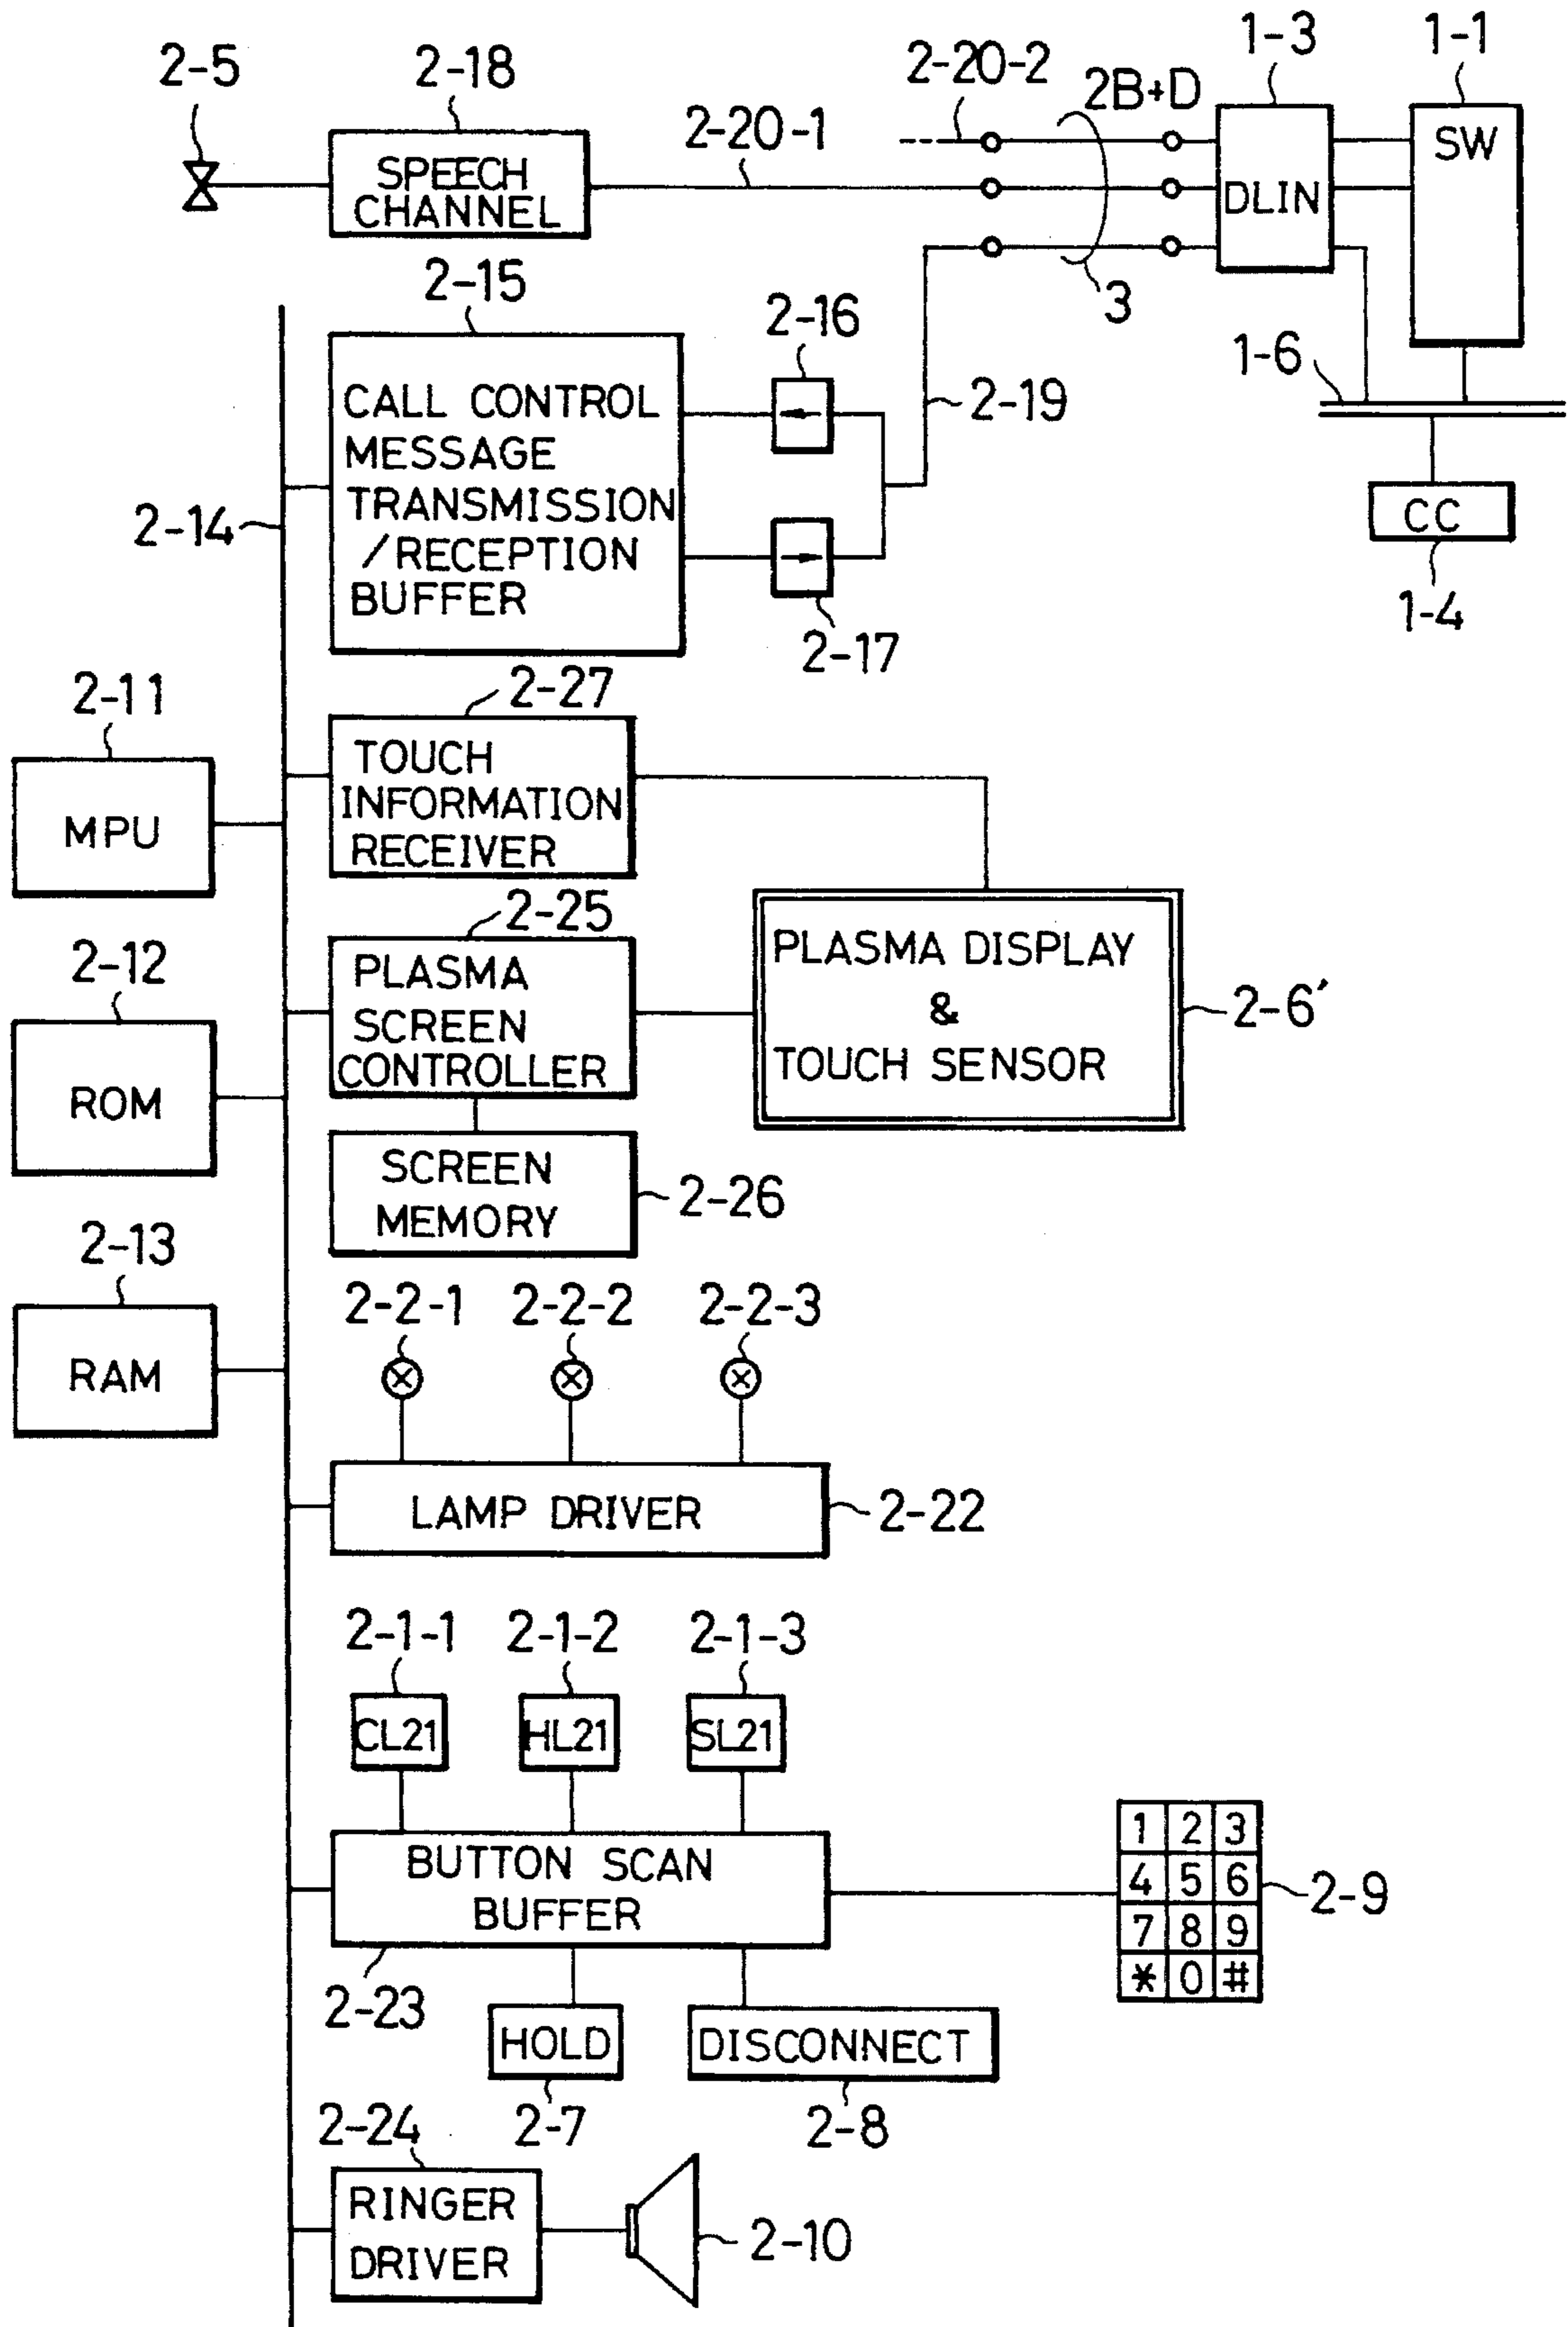 2-5
2-18
2-20-2
2B+D
1-3
1-1
2-20-1
SPEECH
CHANNEL
DLIN
SW
3
2-15
2-16
1-6
CALL CONTROL
MESSAGE
TRANSMISSION
/RECEPTION
BUFFER
2-19
2-14
CC
1-4
2-17
2-27
2-11
TOUCH
INFORMATION
RECEIVER
MPU
2-25
2-12
PLASMA
SCREEN
CONTROLLER
PLASMA DISPLAY
&
TOUCH SENSOR
2-6'
ROM
SCREEN
MEMORY
2-26
2-13
2-2-1
2-2-2
2-2-3
RAM
LAMP DRIVER
2-22
2-1-1
2-1-2
2-1-3
CL21
HL21
SL21
BUTTON SCAN
BUFFER
1 2 3
4 5 6
7 8 9
* 0 #
2-9
2-23
HOLD
DISCONNECT
2-7
2-8
2-24
RINGER
DRIVER
2-10